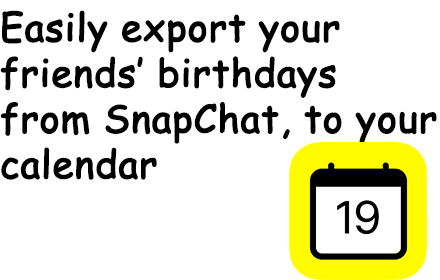 Easily export your
friends’ birthdays
from SnapChat, to your
calendar
19